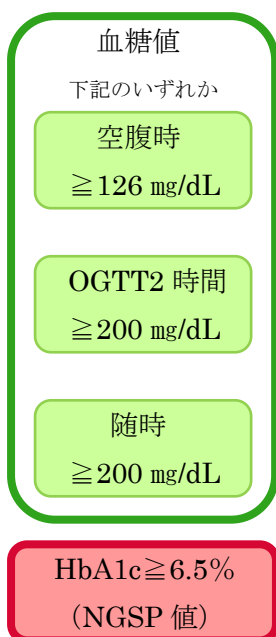 血糖値
下記のいずれか
空腹時
≧126 ㎎/dL
OGTT2 時間
≧200 ㎎/dL
随時
≧200 ㎎/dL
HbA1c≧6.5%
（NGSP 値）